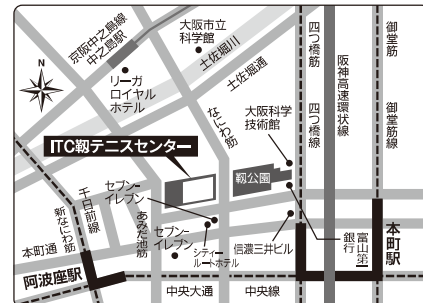 京阪中之島線
中之島駅
大阪市立
科学館
土佐堀川
土佐堀通
四つ橋筋
四つ橋線
阪神高速環状線
御堂筋
御堂筋線
N
リーガ
ロイヤル
ホテル
なにわ筋
大阪科学
技術館
ITC靱テニスセンター
靱公園
セブン-
イレブン
千日前線
新なにわ筋
あみだ池筋
セブン-
イレブン
シティー
ルートホテル
信濃三井ビル
富山第一
銀行
本町駅
本町通
阿波座駅
中央大通
中央線